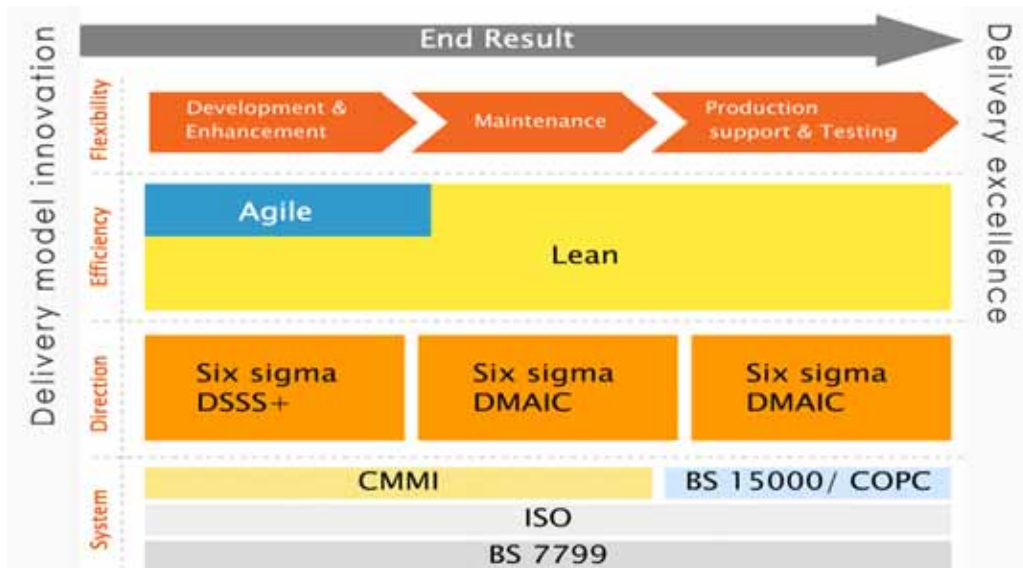 Delivery model innovation
End Result
Delivery excellence
Flexibility
Development &
Enhancement
Maintenance
Production
support & Testing
Efficiency
Agile
Lean
Direction
Six sigma
DSSS+
Six sigma
DMAIC
Six sigma
DMAIC
System
CMMI
BS 15000/ COPC
ISO
BS 7799